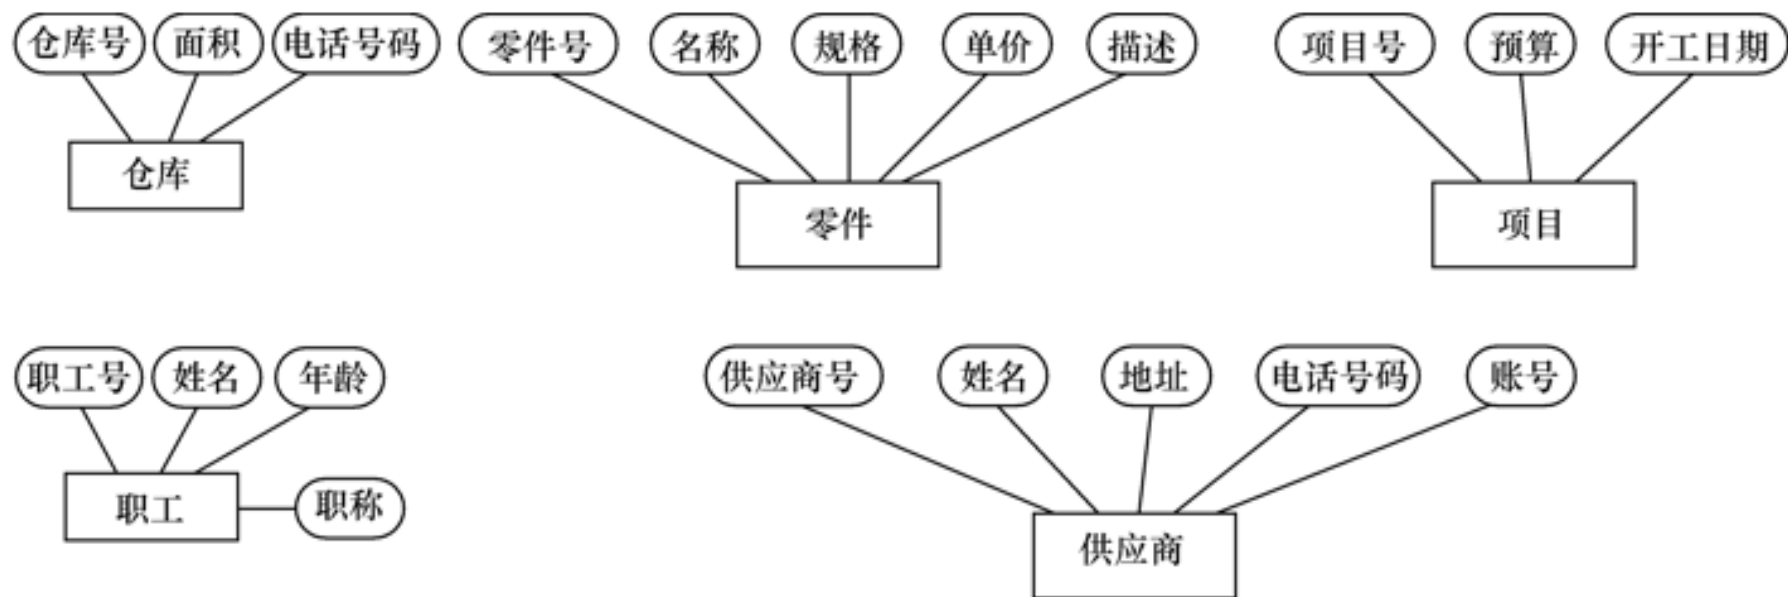 仓库号 面积 电话号码 零件号 名称 规格 单价 描述 项目号 预算 开工日期
仓库 零件 项目
职工号 姓名 年龄 供应商号 姓名 地址 电话号码 账号
职工 职称 供应商